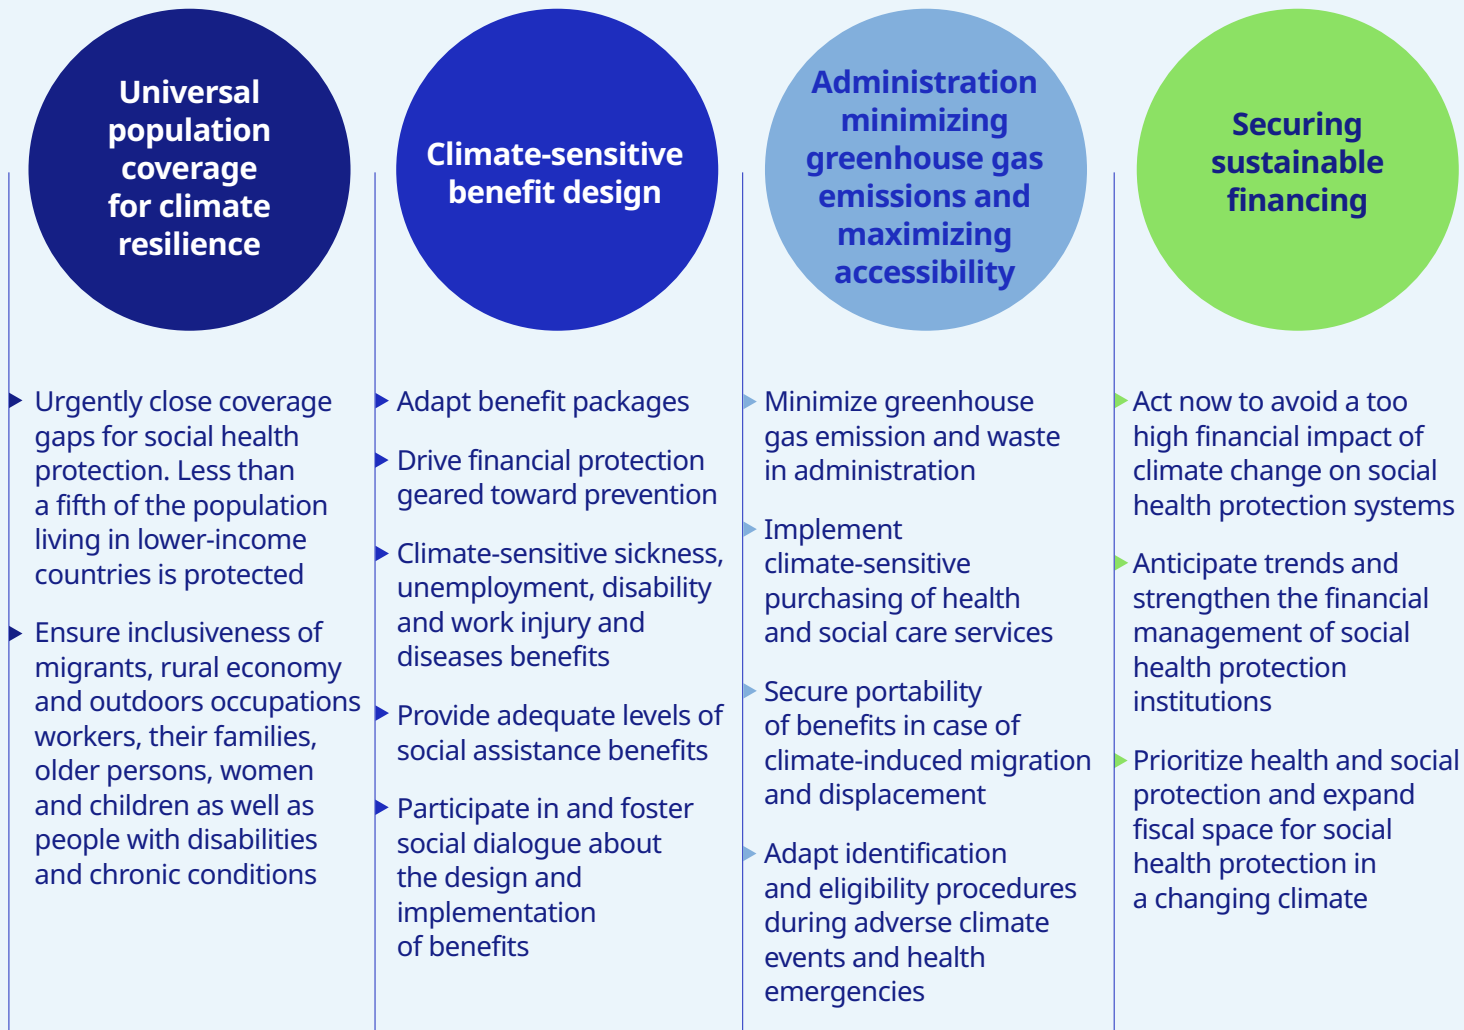 Universal
population
coverage
for climate
resilience
Urgently close coverage
gaps for social health
protection. Less than
a fifth of the population
living in lower-income
countries is protected
Ensure inclusiveness of
migrants, rural economy
and outdoors occupations
workers, their families,
older persons, women
and children as well as
people with disabilities
and chronic conditions
Climate-sensitive
benefit design
Adapt benefit packages
Drive financial protection
geared toward prevention
Climate-sensitive sickness,
unemployment, disability
and work injury and
diseases benefits
Provide adequate levels of
social assistance benefits
Participate in and foster
social dialogue about
the design and
implementation
of benefits
Administration
minimizing
greenhouse gas
emissions and
maximizing
accessibility
Minimize greenhouse
gas emission and waste
in administration
Implement
climate-sensitive
purchasing of health
and social care services
Secure portability
of benefits in case of
climate-induced migration
and displacement
Adapt identification
and eligibility procedures
during adverse climate
events and health
emergencies
Securing
sustainable
financing
Act now to avoid a too
high financial impact of
climate change on social
health protection systems
Anticipate trends and
strengthen the financial
management of social
health protection
institutions
Prioritize health and social
protection and expand
fiscal space for social
health protection in
a changing climate